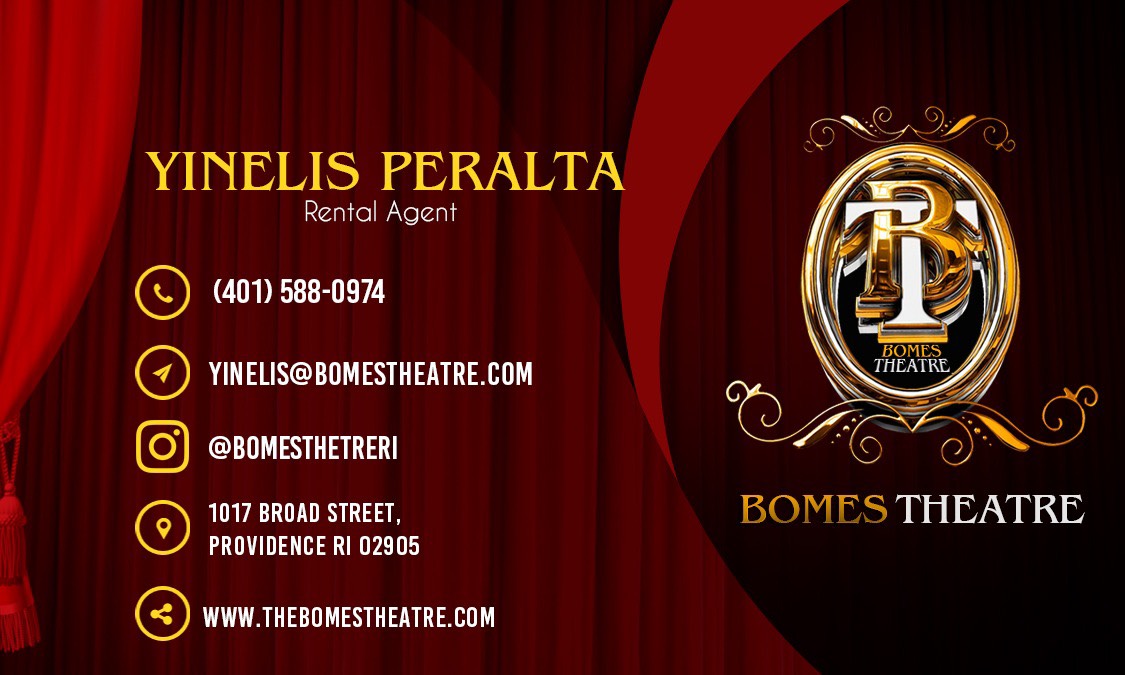 YINELIS PERALTA
Rental Agent
(401) 588-0974
YINELIS@BOMESTHEATRE.COM
@BOMESTHETRERI
1017 BROAD STREET,
PROVIDENCE RI 02905
WWW.THEBOMESTHEATRE.COM
BT
BOMES
THEATRE
BOMES THEATRE